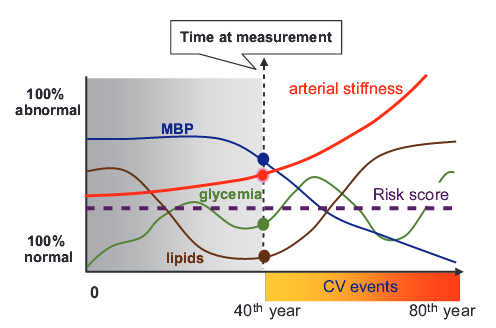 Time at measurement
100%
abnormal
arterial stiffness
MBP
glycemia
Risk score
100%
normal
lipids
0
CV events
40th year
80th year